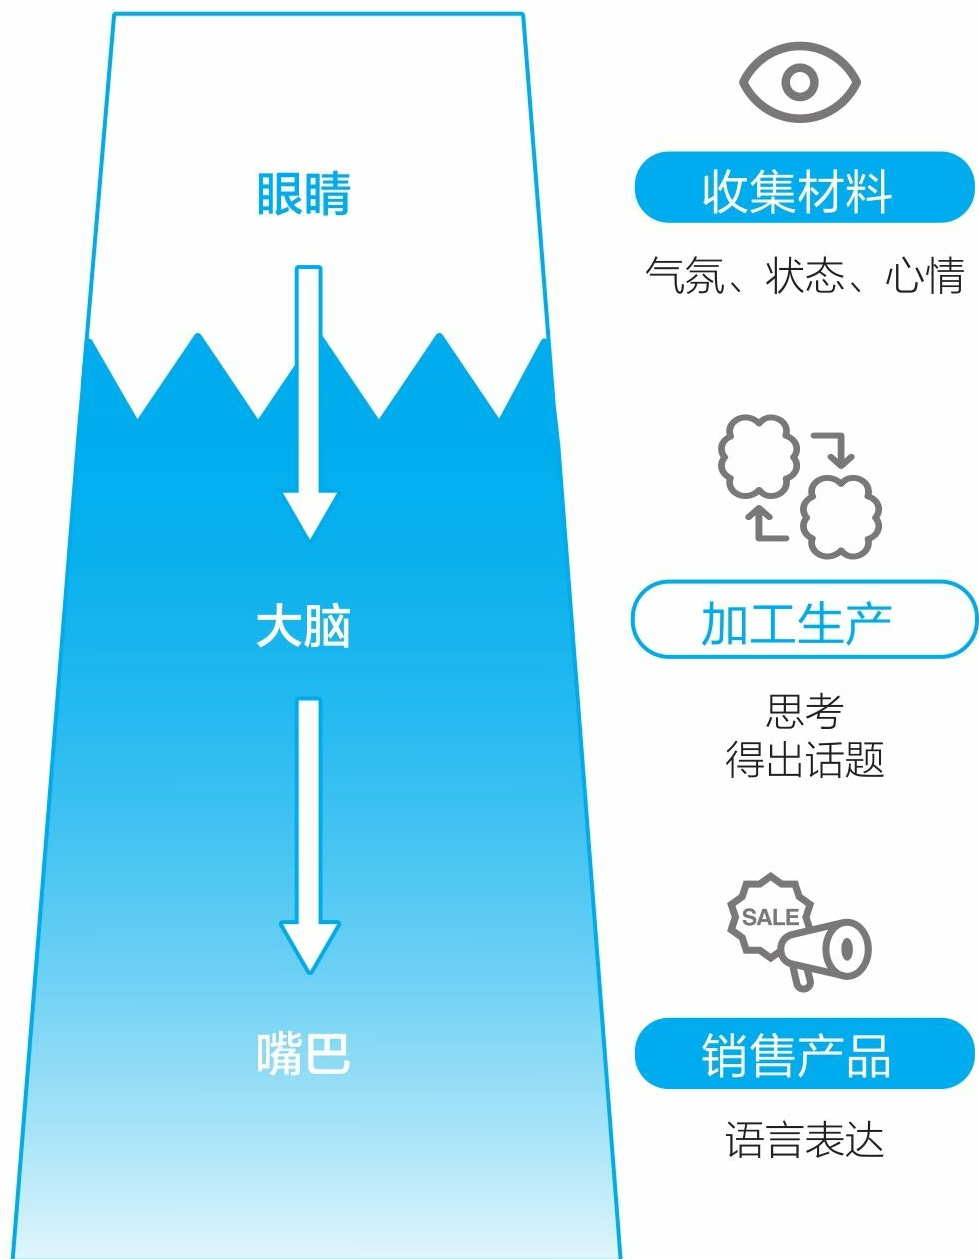 眼睛
收集材料
气氛、状态、心情
大脑
加工生产
思考
得出话题
SALE
嘴巴
销售产品
语言表达